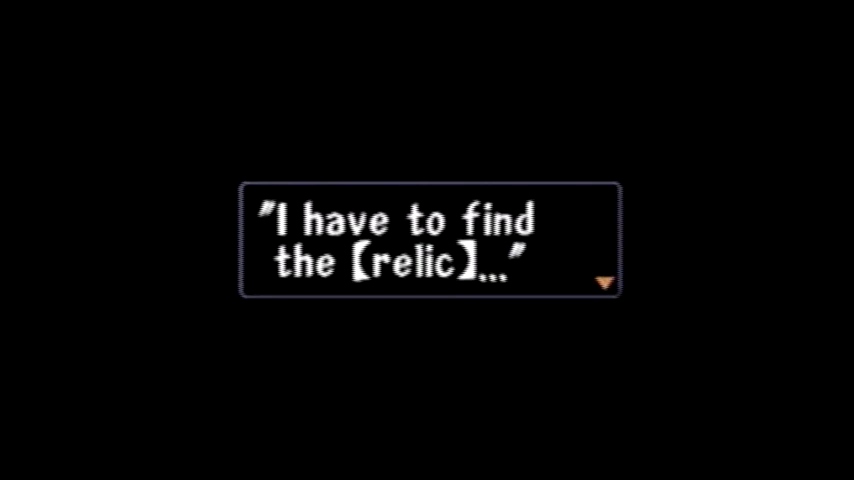 "I have to find
the【relic】..."